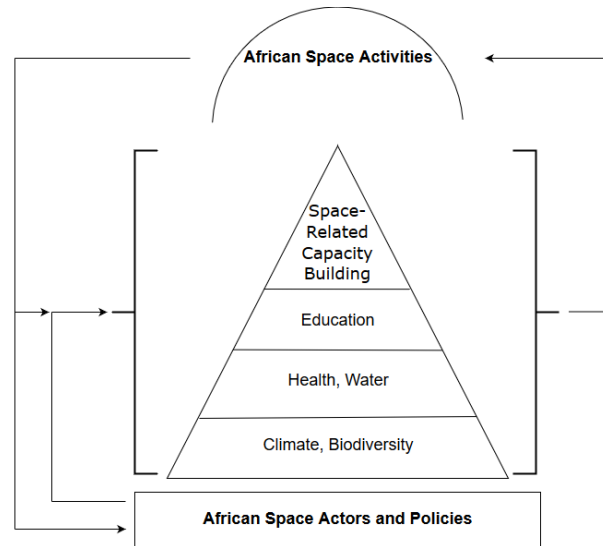 African Space Activities
Space-
Related
Capacity
Building
Education
Health, Water
Climate, Biodiversity
African Space Actors and Policies